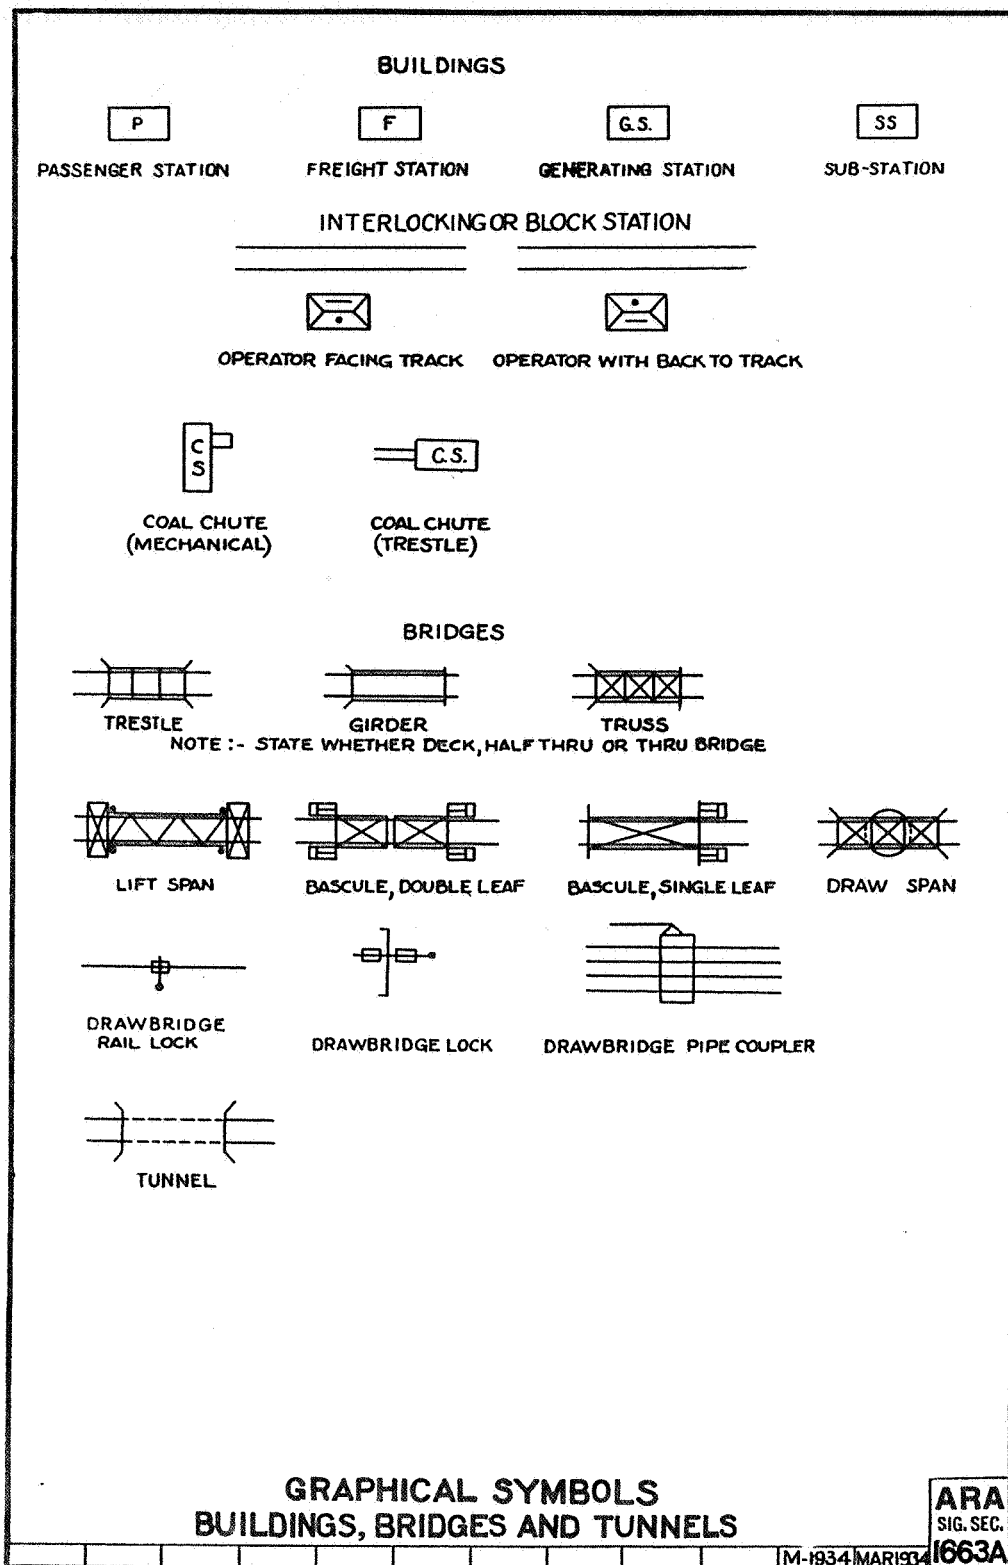 BUILDINGS
P
F
G.S.
SS
PASSENGER STATION
FREIGHT STATION
GENERATING STATION
SUB-STATION
INTERLOCKING OR BLOCK STATION
OPERATOR FACING TRACK
OPERATOR WITH BACK TO TRACK
C
S
C.S.
COAL CHUTE
(MECHANICAL)
COAL CHUTE
(TRESTLE)
BRIDGES
TRESTLE
GIRDER
TRUSS
NOTE:- STATE WHETHER DECK, HALF THRU OR THRU BRIDGE
LIFT SPAN
BASCULE, DOUBLE LEAF
BASCULE, SINGLE LEAF
DRAW SPAN
DRAWBRIDGE
RAIL LOCK
DRAWBRIDGE LOCK
DRAWBRIDGE PIPE COUPLER
TUNNEL
GRAPHICAL SYMBOLS
BUILDINGS, BRIDGES AND TUNNELS
ARA
SIG. SEC.
1663A
M-1934 MAR 1934